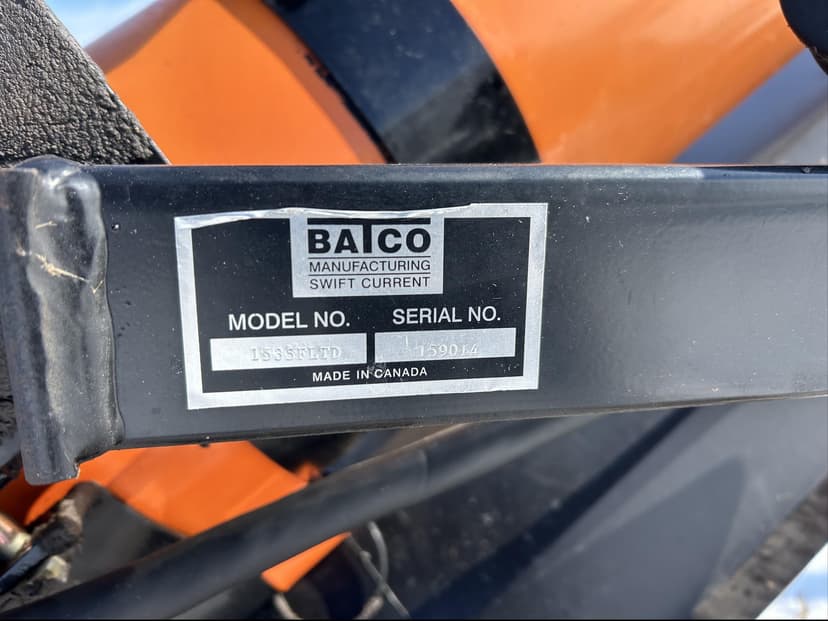 BATCO
MANUFACTURING
SWIFT CURRENT
MODEL NO. SERIAL NO.
1535FLTD 159014
MADE IN CANADA